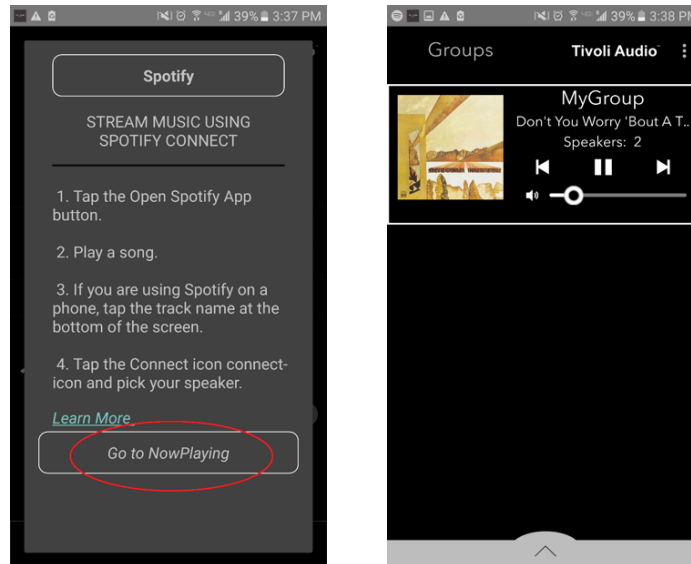 39% 3:37 PM
Spotify
STREAM MUSIC USING
SPOTIFY CONNECT
1. Tap the Open Spotify App
button.
2. Play a song.
3. If you are using Spotify on a
phone, tap the track name at the
bottom of the screen.
4. Tap the Connect icon connect-
icon and pick your speaker.
Learn More
Go to NowPlaying
39% 3:38 PM
Groups Tivoli Audio
MyGroup
Don't You Worry 'Bout A T..
Speakers: 2